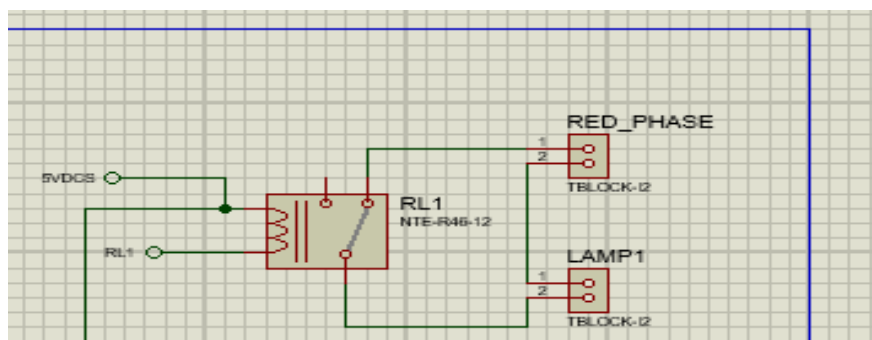 RED_PHASE
1
2
TBLOCK-I2
5VDCS
RL1
NTE-R46-12
RL1
LAMP1
1
2
TBLOCK-I2